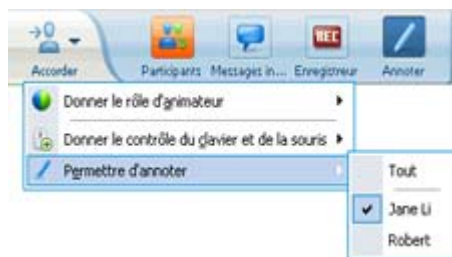 REC
Accorder Participants Messages in... Enregistreur Annoter
Donner le rôle d'animateur
Donner le contrôle du clavier et de la souris
Permettre d'annoter
Tout
Jane Li
Robert